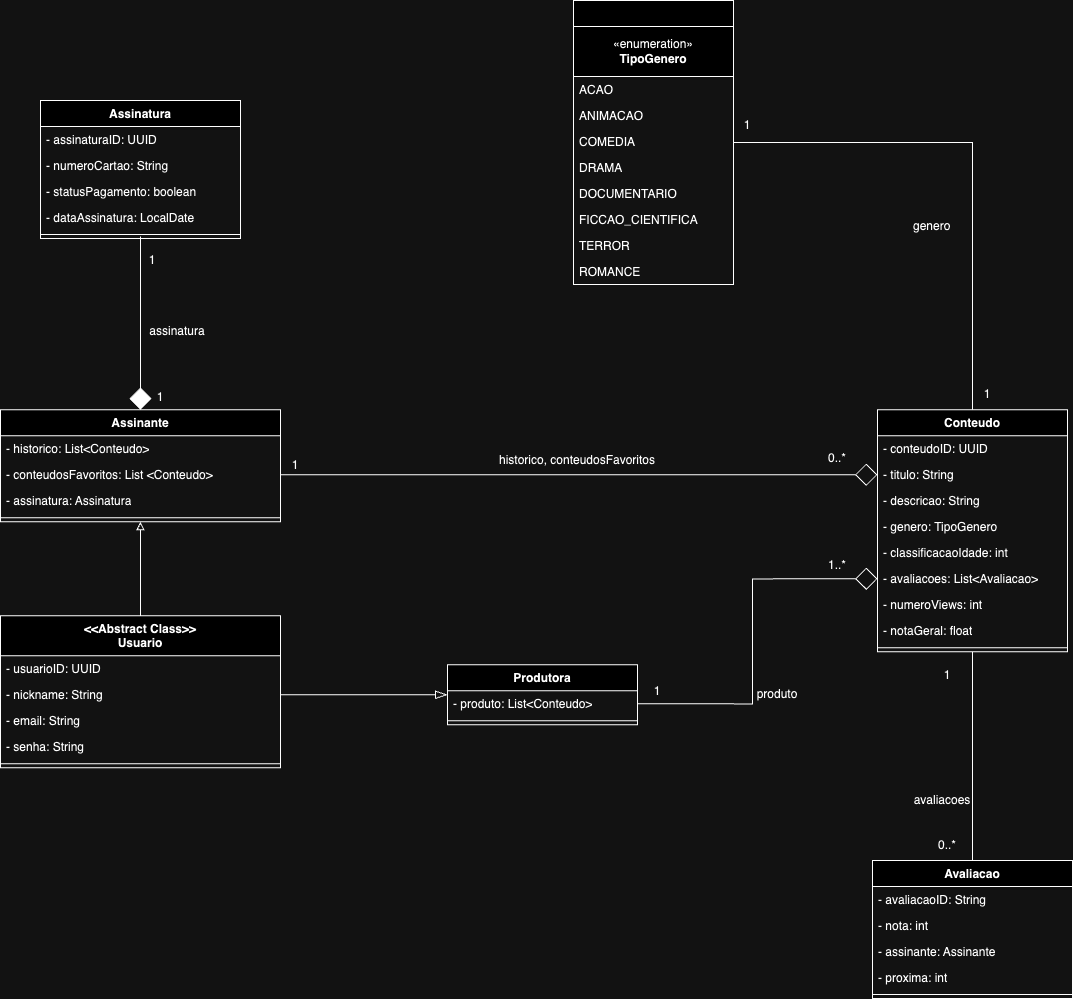 «enumeration»
TipoGenero
ACAO
ANIMACAO
COMEDIA
DRAMA
DOCUMENTARIO
FICCAO_CIENTIFICA
TERROR
ROMANCE
1
genero
1
Assinatura
- assinaturaID: UUID
- numeroCartao: String
- statusPagamento: boolean
- dataAssinatura: LocalDate
1
assinatura
1
Assinante
- historico: List<Conteudo>
- conteudosFavoritos: List <Conteudo>
- assinatura: Assinatura
1
historico, conteudosFavoritos
0..*
Conteudo
- conteudoID: UUID
- titulo: String
- descricao: String
- genero: TipoGenero
- classificacaoIdade: int
- avaliacoes: List<Avaliacao>
- numeroViews: int
- notaGeral: float
1..*
<<Abstract Class>>
Usuario
- usuarioID: UUID
- nickname: String
- email: String
- senha: String
Produtora
- produto: List<Conteudo>
1
produto
1
avaliacoes
0..*
Avaliacao
- avaliacaoID: String
- nota: int
- assinante: Assinante
- proxima: int